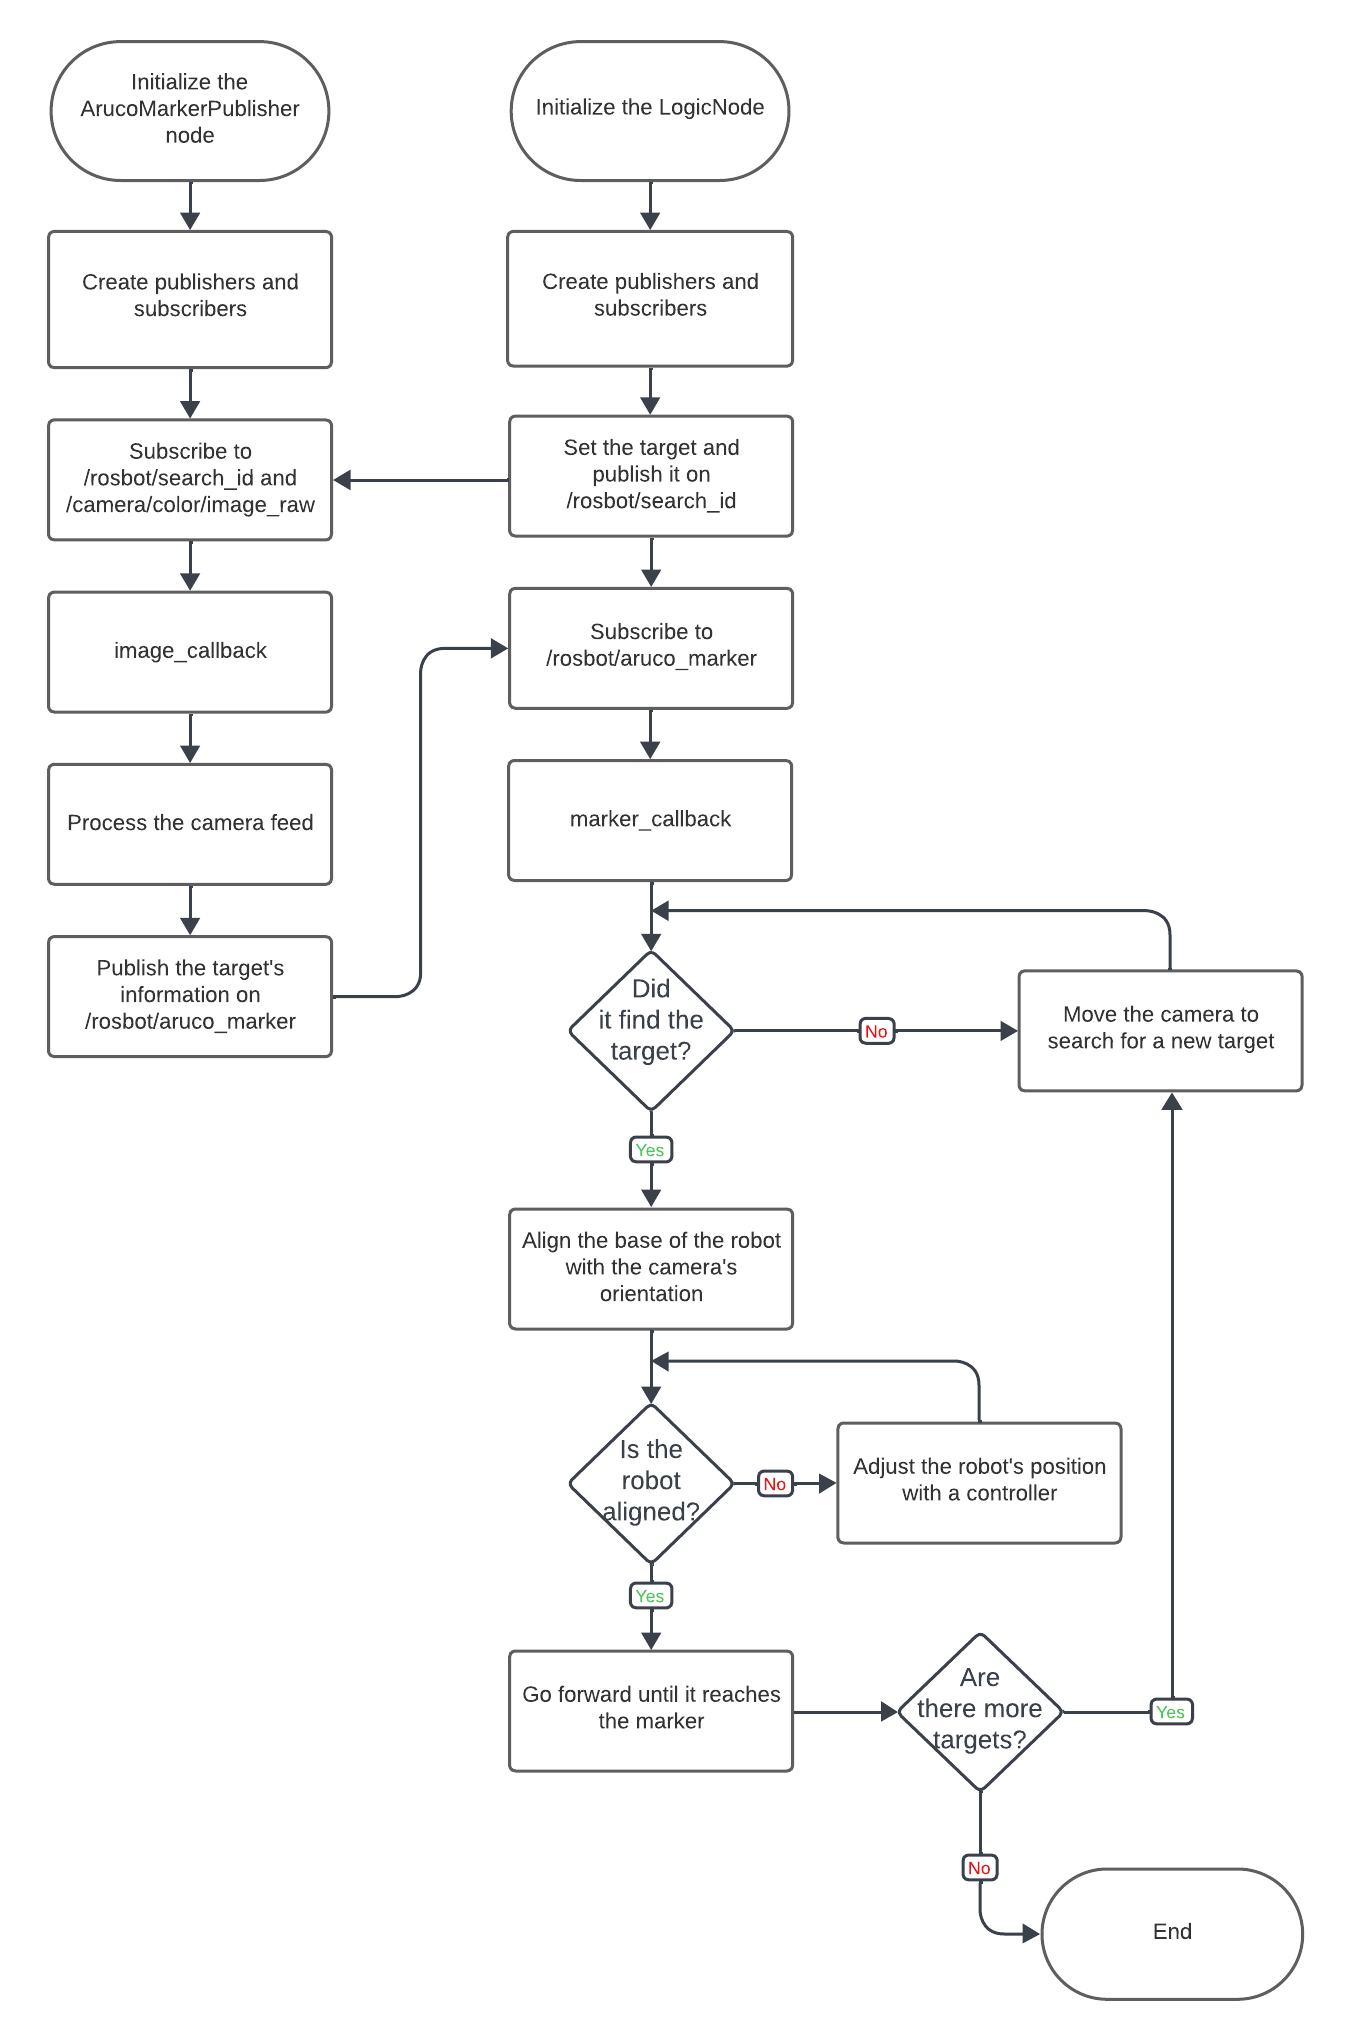 Initialize the
ArucoMarkerPublisher
node
Create publishers and
subscribers
Subscribe to
/rosbot/search_id and
/camera/color/image_raw
image_callback
Process the camera feed
Publish the target's
information on
/rosbot/aruco_marker
Initialize the LogicNode
Create publishers and
subscribers
Set the target and
publish it on
/rosbot/search_id
Subscribe to
/rosbot/aruco_marker
marker_callback
Did
it find the
target?
No
Move the camera to
search for a new target
Yes
Align the base of the robot
with the camera's
orientation
Is the
robot
aligned?
No
Adjust the robot's position
with a controller
Yes
Go forward until it reaches
the marker
Are
there more
targets?
Yes
No
End